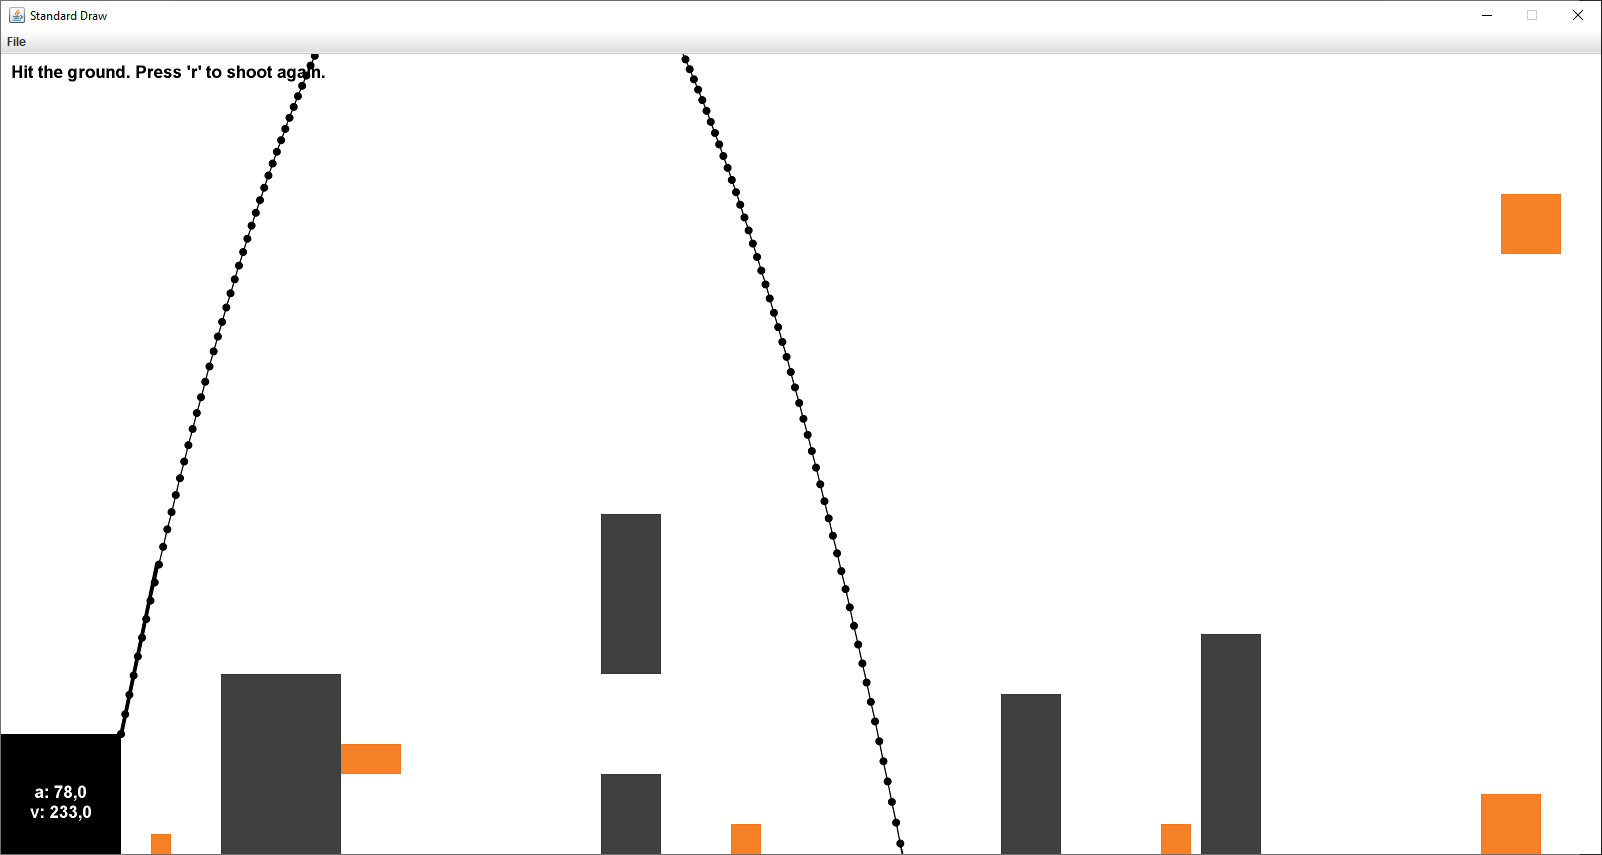 Standard Draw
File
Hit the ground. Press 'r' to shoot again.
a: 78,0
v: 233,0